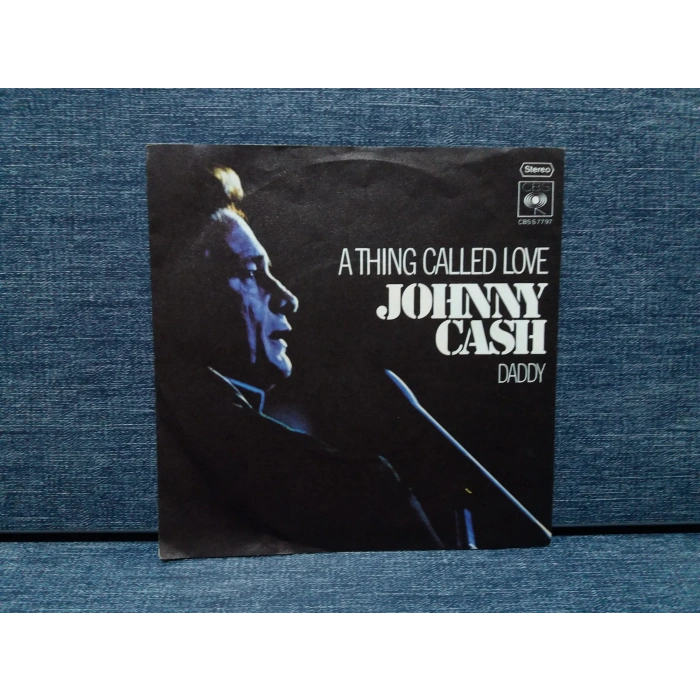 Stereo
CBS
CBS S 7797
A THING CALLED LOVE
JOHNNY
CASH
DADDY